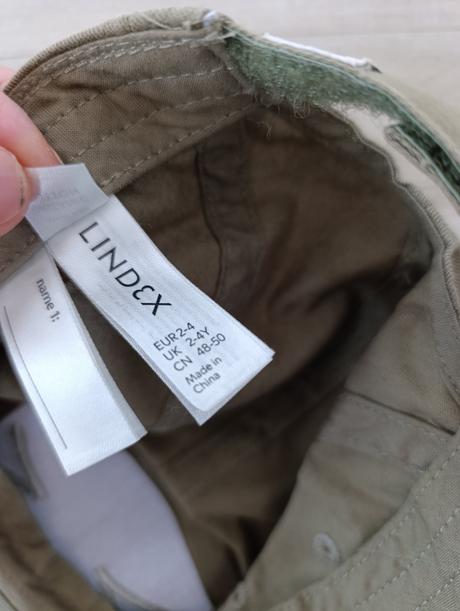 LINDEX
EUR 2-4
UK 2-4Y
CN 48-50
Made in
China
name 1: